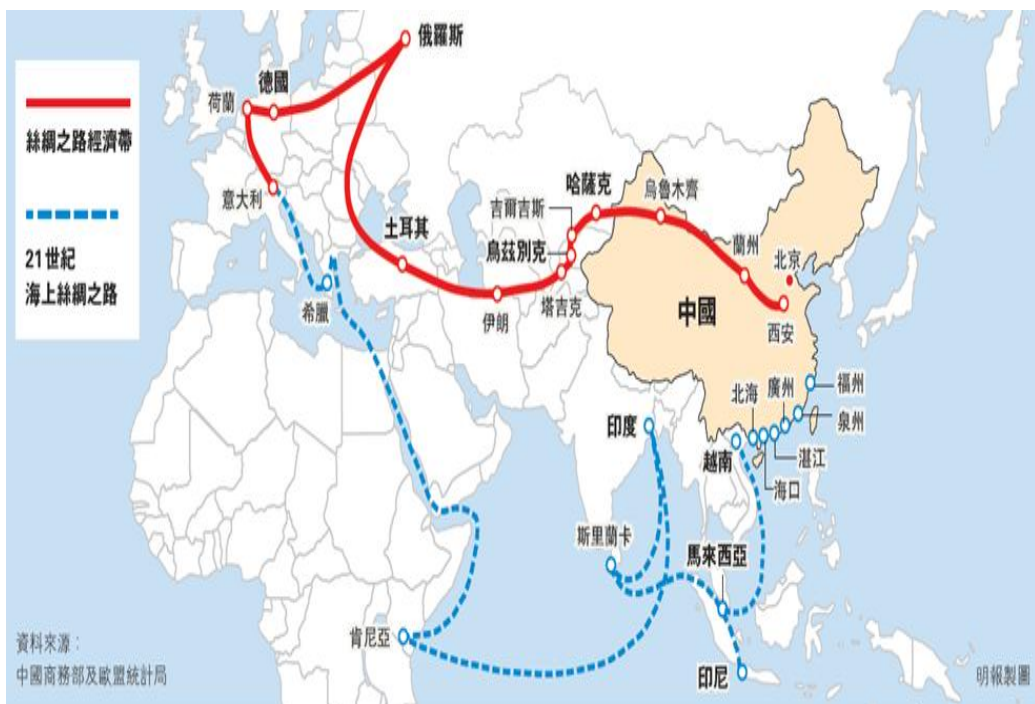 絲綢之路經濟帶
21世紀
海上絲綢之路
俄羅斯
德國
荷蘭
意大利
希臘
土耳其
伊朗
吉爾吉斯
烏茲別克
塔吉克
哈薩克
烏魯木齊
蘭州
北京
西安
中國
福州
泉州
廣州
北海
湛江
海口
越南
印度
斯里蘭卡
馬來西亞
肯尼亞
印尼
資料來源：
中國商務部及歐盟統計局
明報製圖